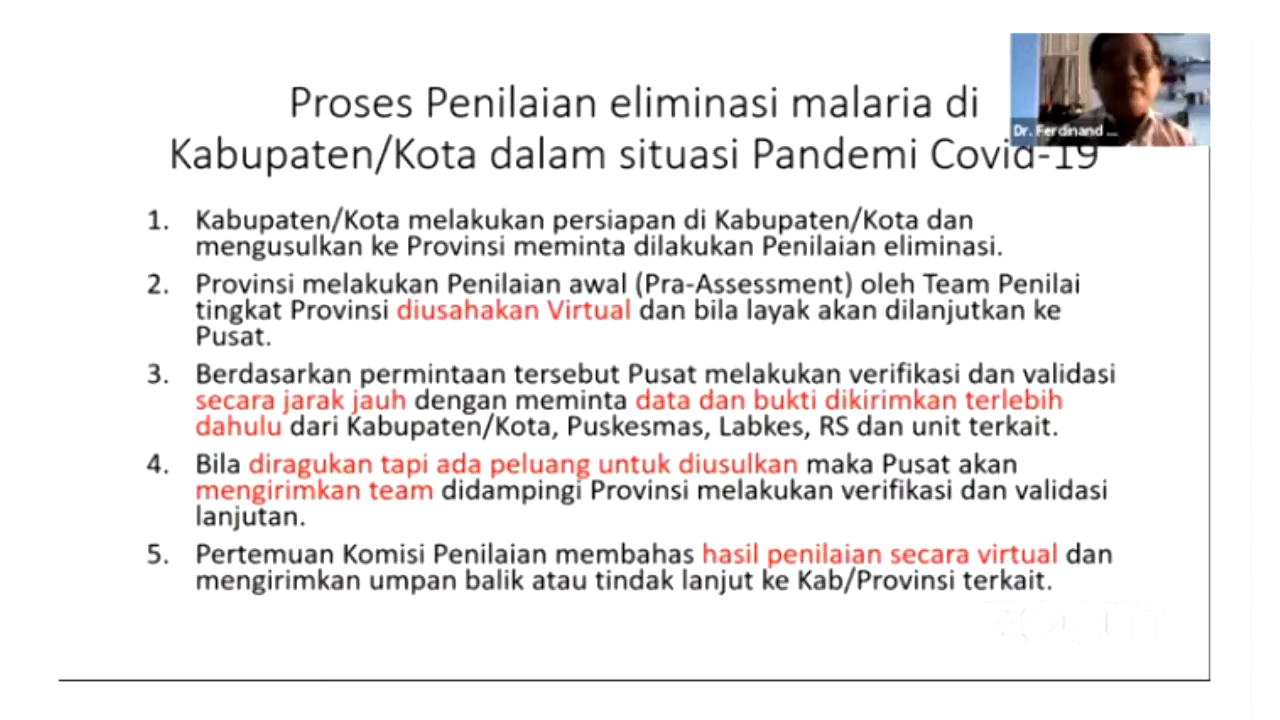 Proses Penilaian eliminasi malaria di
Kabupaten/Kota dalam situasi Pandemi Covid-19
Dr. Ferdinand ...
1. Kabupaten/Kota melakukan persiapan di Kabupaten/Kota dan
mengusulkan ke Provinsi meminta dilakukan Penilaian eliminasi.
2. Provinsi melakukan Penilaian awal (Pra-Assessment) oleh Team Penilai
tingkat Provinsi diusahakan Virtual dan bila layak akan dilanjutkan ke
Pusat.
3. Berdasarkan permintaan tersebut Pusat melakukan verifikasi dan validasi
secara jarak jauh dengan meminta data dan bukti dikirimkan terlebih
dahulu dari Kabupaten/Kota, Puskesmas, Labkes, RS dan unit terkait.
4. Bila diragukan tapi ada peluang untuk diusulkan maka Pusat akan
mengirimkan team didampingi Provinsi melakukan verifikasi dan validasi
lanjutan.
5. Pertemuan Komisi Penilaian membahas hasil penilaian secara virtual dan
mengirimkan umpan balik atau tindak lanjut ke Kab/Provinsi terkait.
zoom